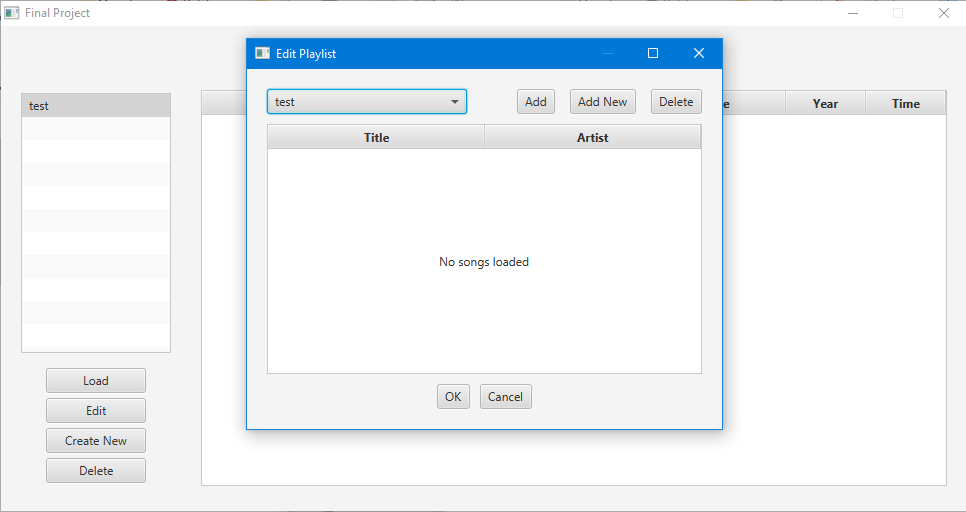 Final Project
test
Load
Edit
Create New
Delete
Edit Playlist
test
Add
Add New
Delete
Title
Artist
No songs loaded
OK
Cancel
Year
Time